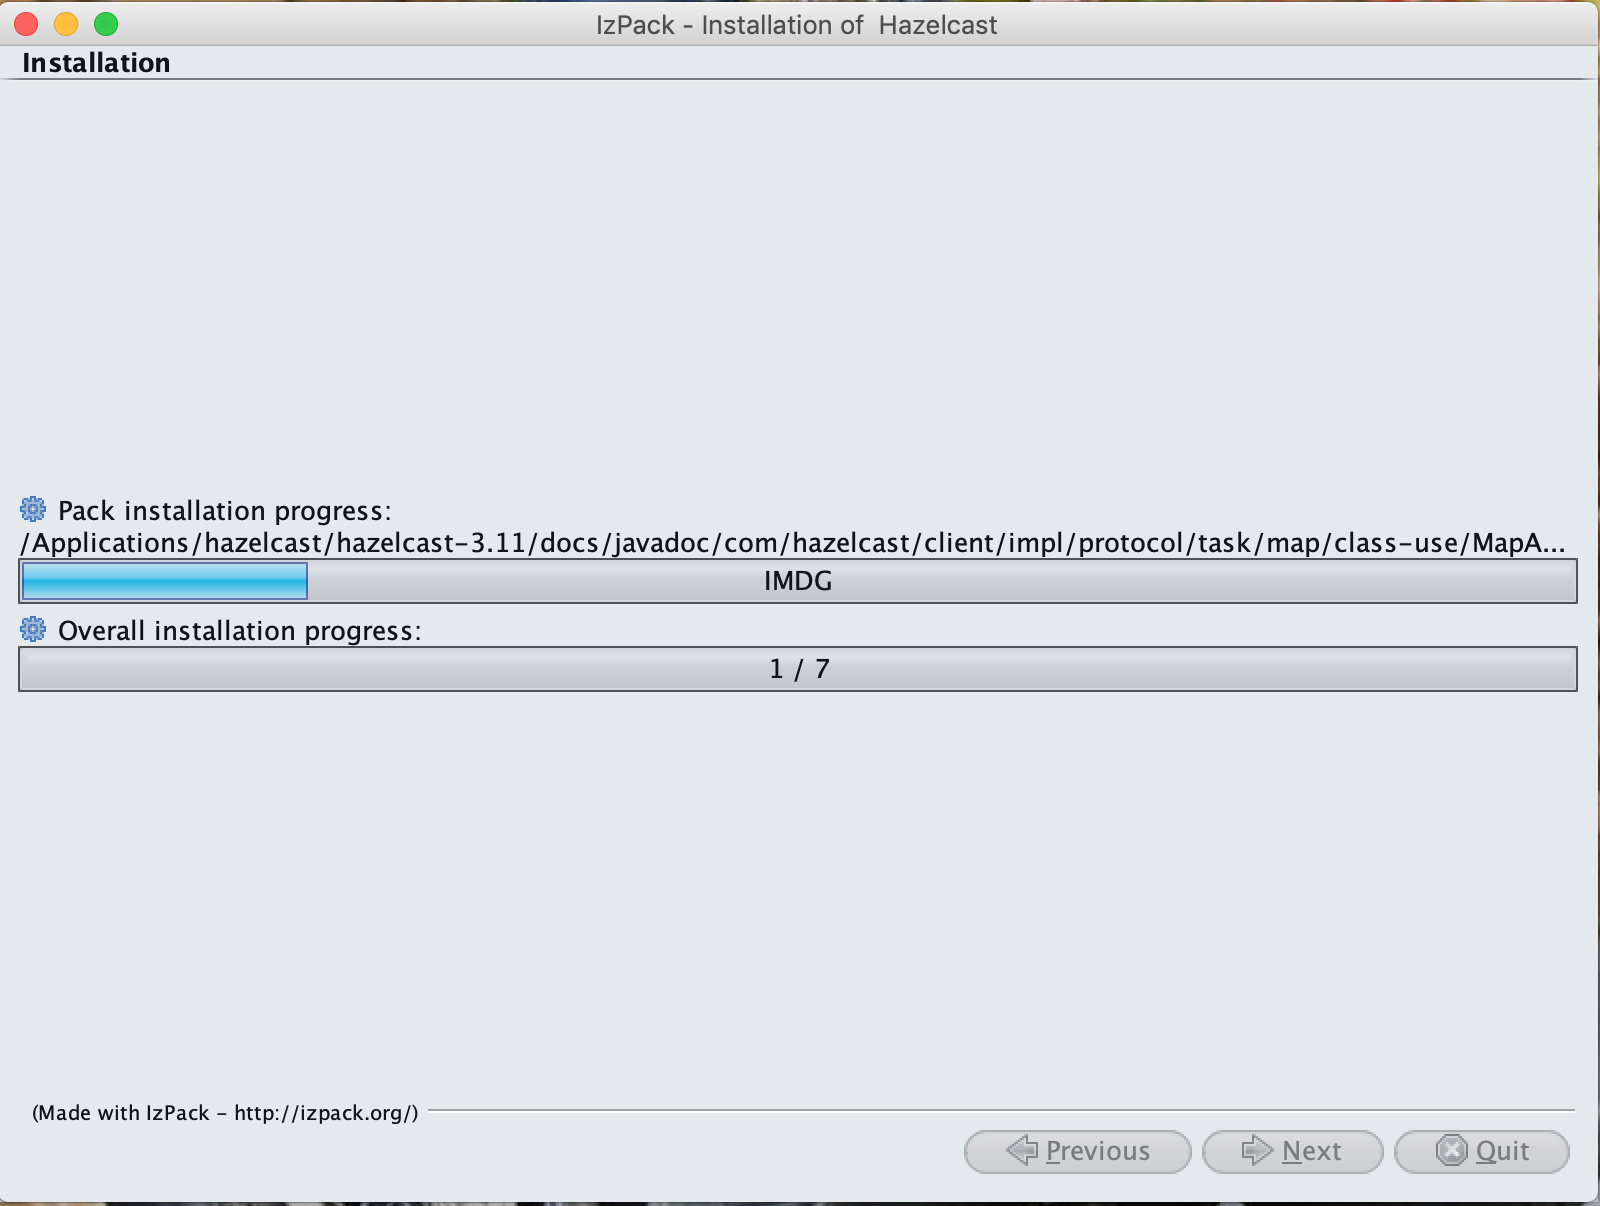 IzPack - Installation of  Hazelcast
Installation
Pack installation progress:
/Applications/hazelcast/hazelcast-3.11/docs/javadoc/com/hazelcast/client/impl/protocol/task/map/class-use/MapA...
IMDG
Overall installation progress:
1 / 7
(Made with IzPack - http://izpack.org/)
Previous Next Quit